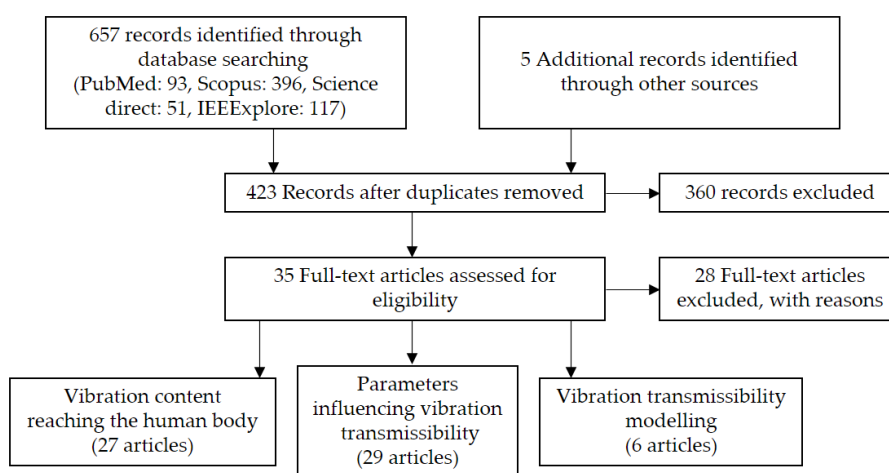 657 records identified through
database searching
(PubMed: 93, Scopus: 396, Science
direct: 51, IEEExplore: 117)
5 Additional records identified
through other sources
423 Records after duplicates removed
360 records excluded
35 Full-text articles assessed for
eligibility
28 Full-text articles
excluded, with reasons
Vibration content
reaching the human body
(27 articles)
Parameters
influencing vibration
transmissibility
(29 articles)
Vibration transmissibility
modelling
(6 articles)